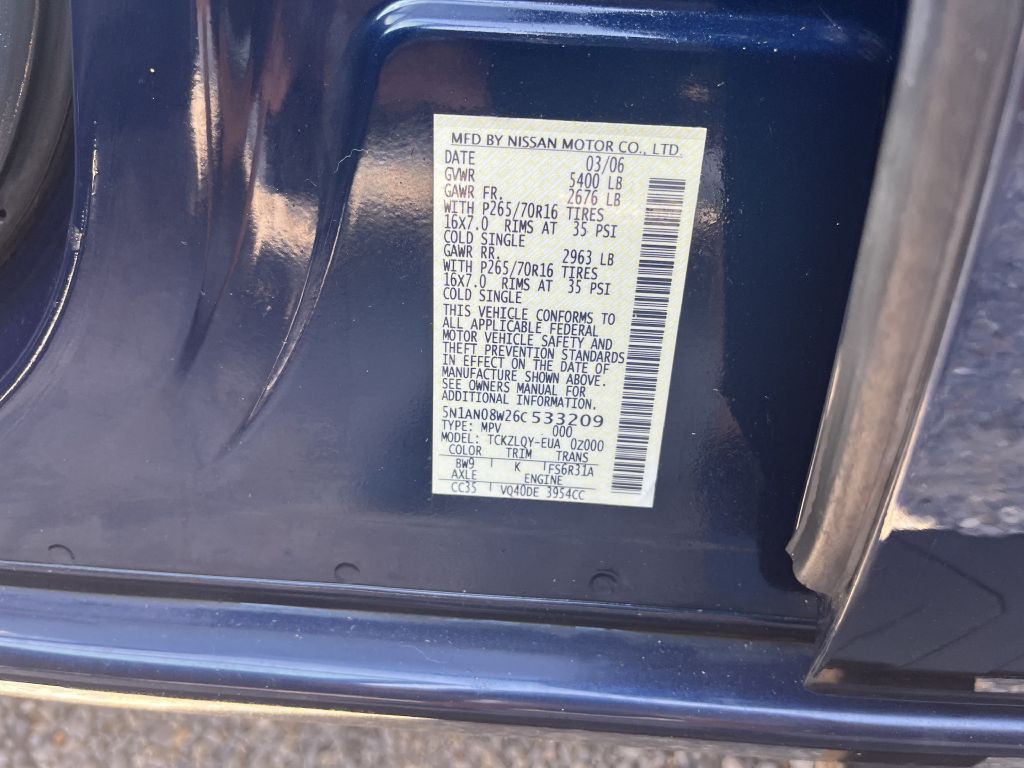 MFD BY NISSAN MOTOR CO., LTD.
DATE 03/06
GVWR 5400 LB
GAWR FR. 2676 LB
WITH P265/70R16 TIRES
16X7.0 RIMS AT 35 PSI
COLD SINGLE
GAWR RR. 2963 LB
WITH P265/70R16 TIRES
16X7.0 RIMS AT 35 PSI
COLD SINGLE
THIS VEHICLE CONFORMS TO
ALL APPLICABLE FEDERAL
MOTOR VEHICLE SAFETY AND
THEFT PREVENTION STANDARDS
IN EFFECT ON THE DATE OF
MANUFACTURE SHOWN ABOVE.
SEE OWNERS MANUAL FOR
ADDITIONAL INFORMATION.
5N1AN08W26C533209
TYPE: MPV 000
MODEL: TCKZLQY-EUA 0Z000
COLOR TRIM TRANS
BW9 K FS6R31A
AXLE ENGINE
CC35 VQ40DE 3954CC